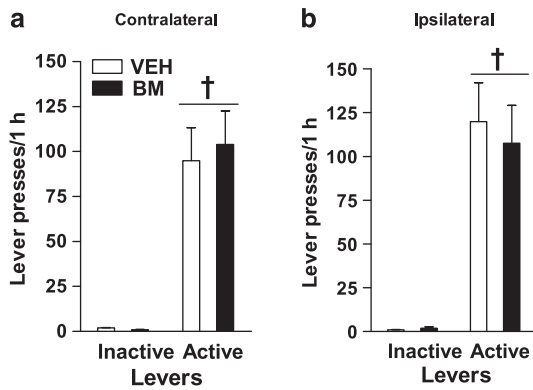 a
Contralateral
VEH
BM
†
150
125
100
75
50
25
0
Lever presses/1 h
Inactive Active
Levers
b
Ipsilateral
†
150
125
100
75
50
25
0
Lever presses/1 h
Inactive Active
Levers